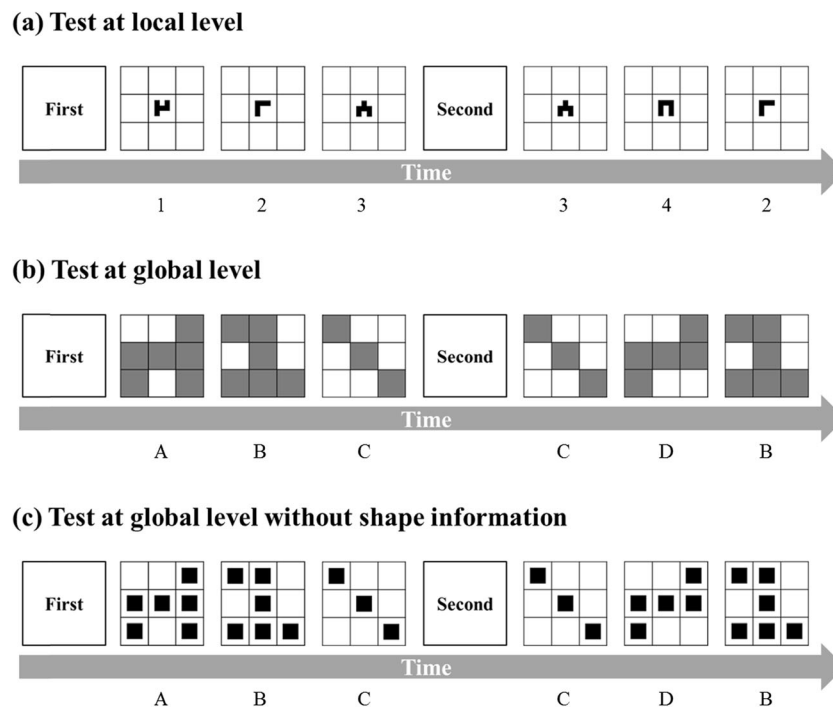 (a) Test at local level
First
Second
Time
1 2 3 3 4 2
(b) Test at global level
First
Second
Time
A B C C D B
(c) Test at global level without shape information
First
Second
Time
A B C C D B